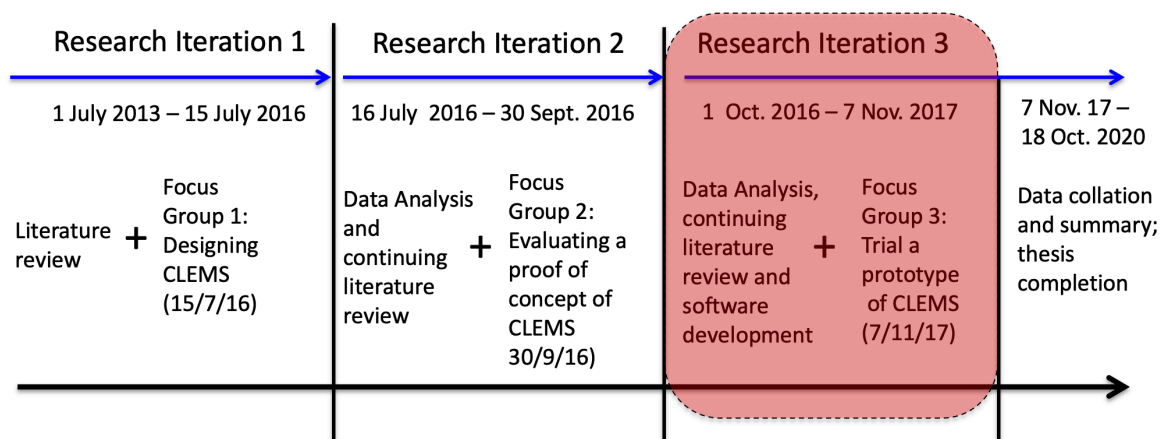 Research Iteration 1
1 July 2013 – 15 July 2016
Literature
review
+
Focus
Group 1:
Designing
CLEMS
(15/7/16)
Research Iteration 2
16 July 2016 – 30 Sept. 2016
Data Analysis
and
continuing
literature
review
+
Focus
Group 2:
Evaluating a
proof of
concept of
CLEMS
30/9/16)
Research Iteration 3
1 Oct. 2016 – 7 Nov. 2017
Data Analysis,
continuing
literature
review and
software
development
+
Focus
Group 3:
Trial a
prototype
of CLEMS
(7/11/17)
7 Nov. 17 –
18 Oct. 2020
Data collation
and summary;
thesis
completion